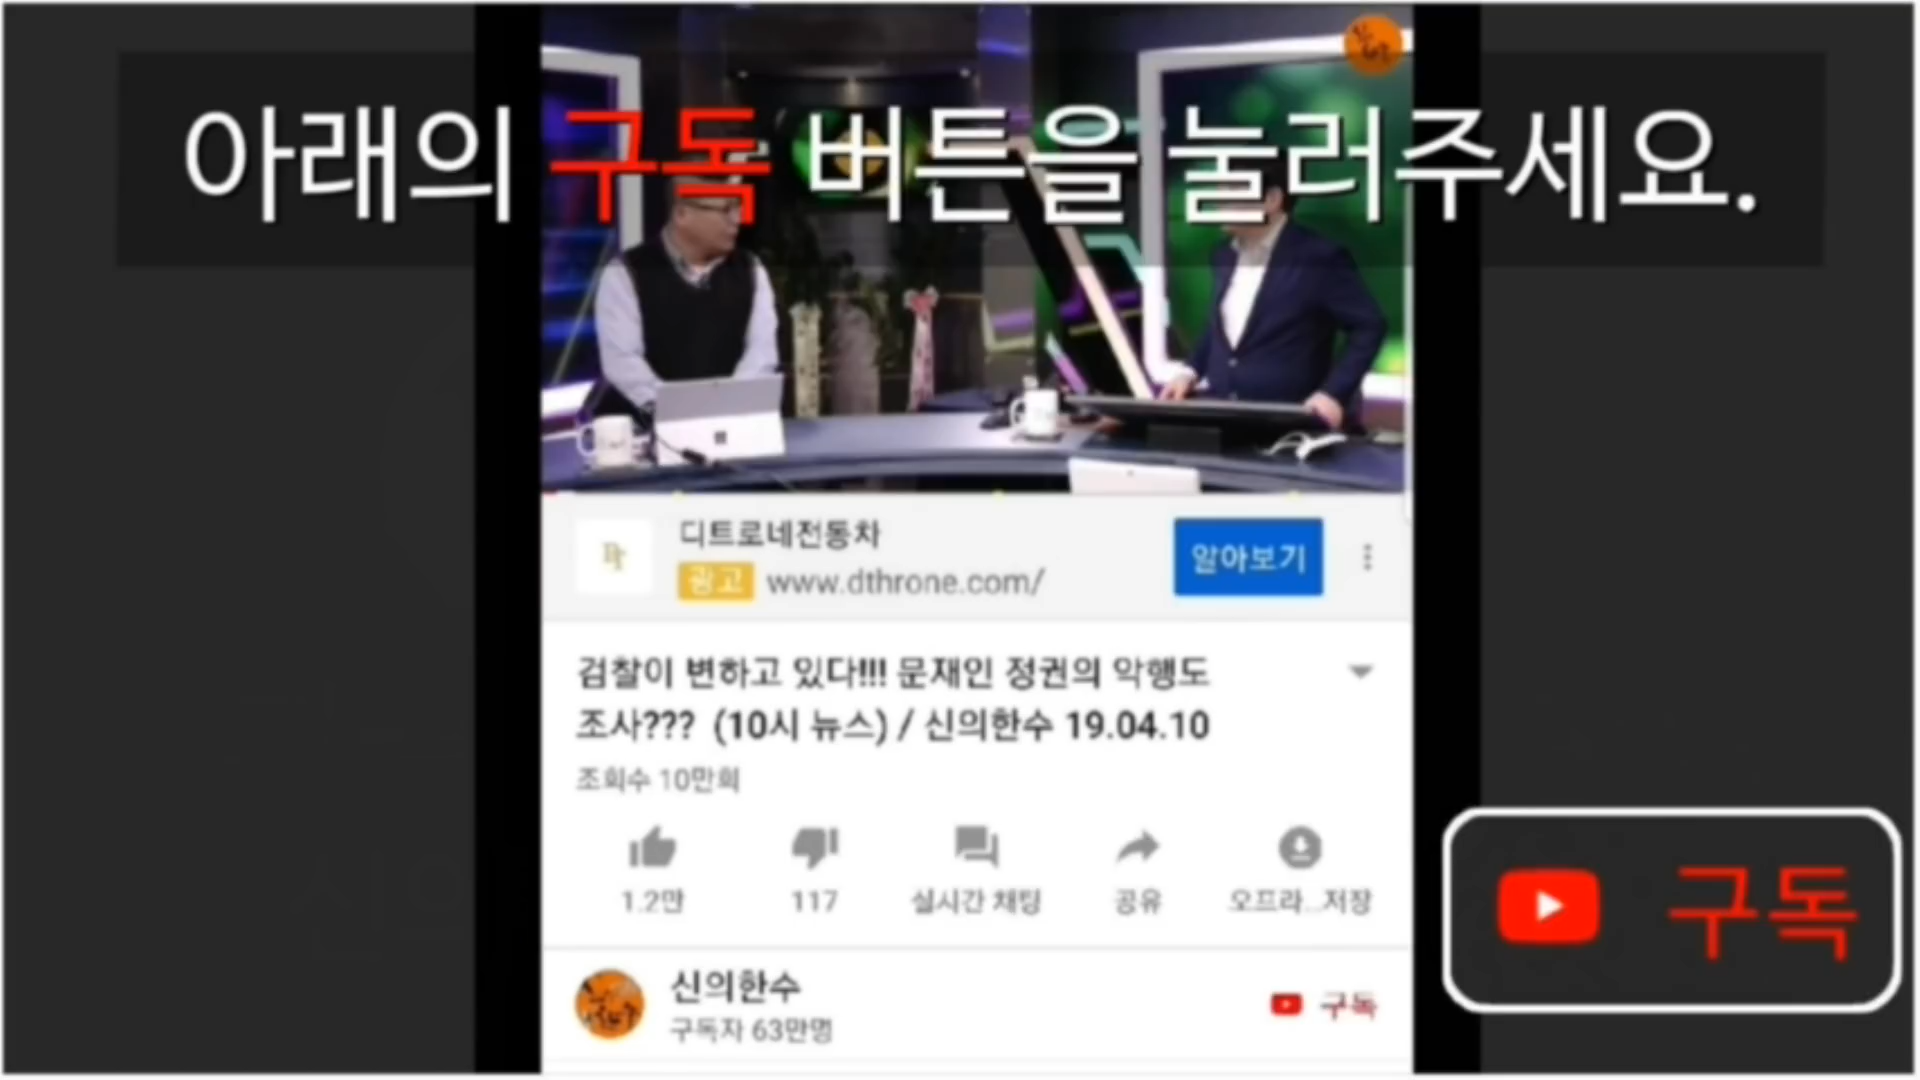 아래의 구독 버튼을 눌러주세요.
디트로네전동차
광고 www.dthrone.com/
알아보기
검찰이 변하고 있다!!! 문재인 정권의 악행도
조사??? (10시 뉴스) / 신의한수 19.04.10
조회수 10만회
1.2만
117
실시간 채팅
공유
오프라...저장
신의한수
구독자 63만명
구독
구독